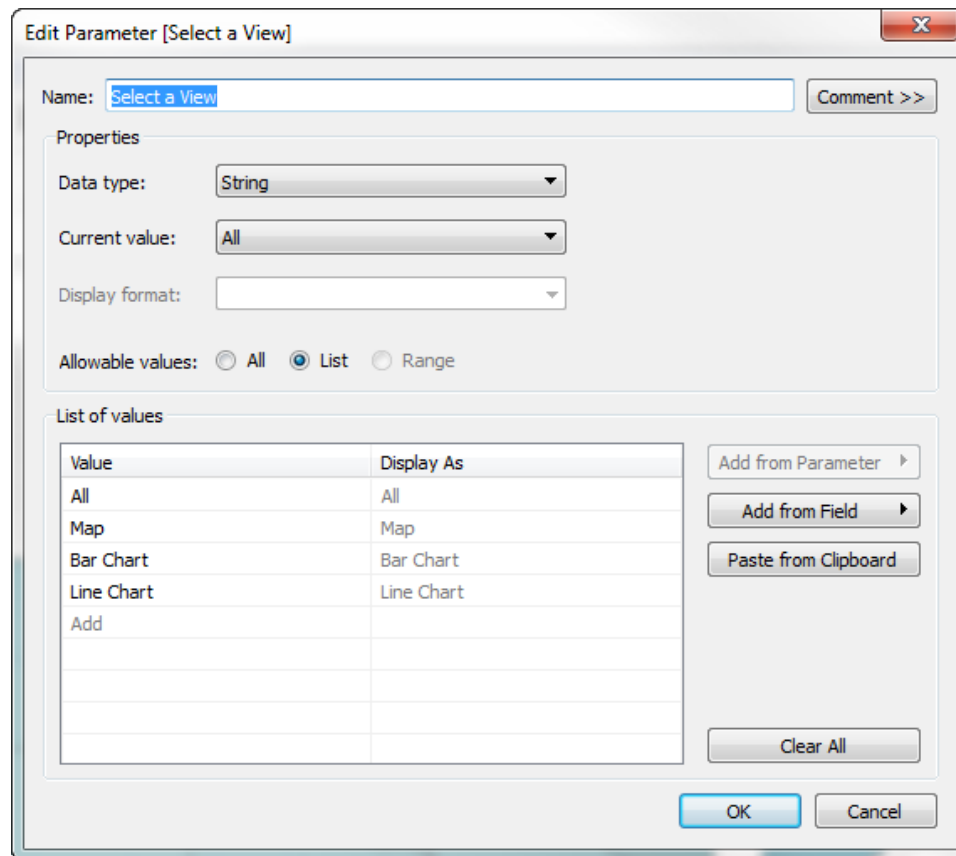 Edit Parameter [Select a View]
Name: Select a View Comment >>
Properties
Data type: String
Current value: All
Display format:
Allowable values: All List Range
List of values
Value Display As Add from Parameter
All All
Add from Field
Map Map
Bar Chart Bar Chart Paste from Clipboard
Line Chart Line Chart
Add
Clear All
OK Cancel